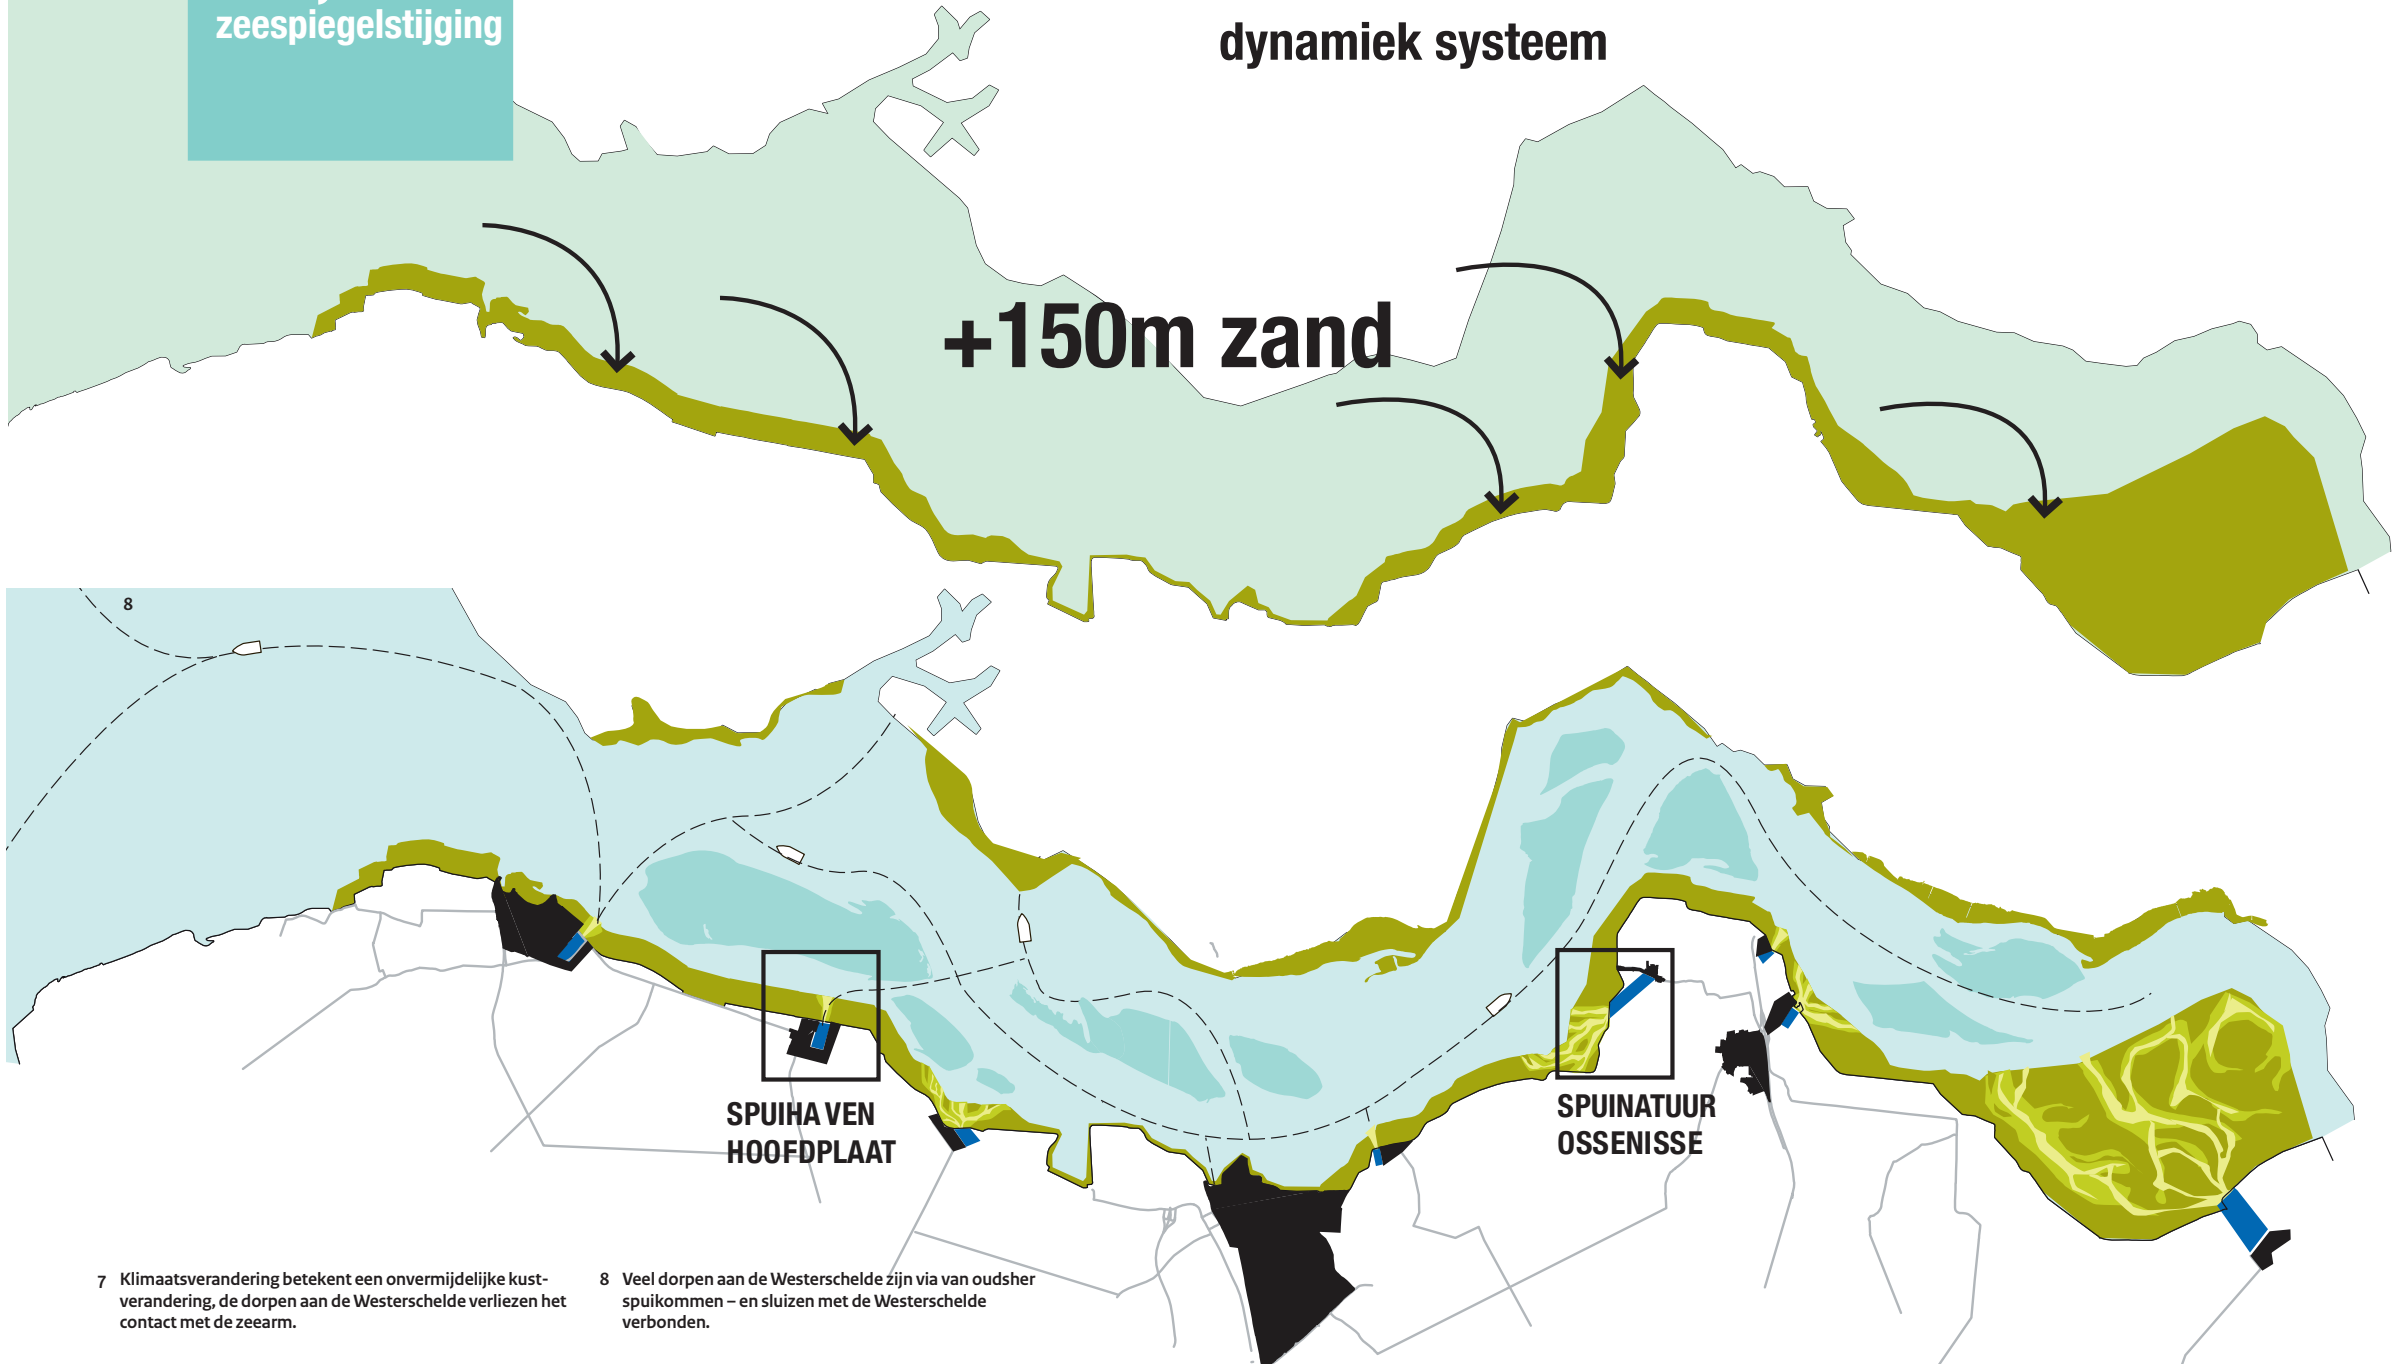 zeespiegelstijging
dynamiek systeem
+150m zand
8
SPUIHAVEN
HOOFDPLAAT
SPUINATUUR
OSSENISSE
7 Klimaatsverandering betekent een onvermijdelijke kust-
verandering, de dorpen aan de Westerschelde verliezen het
contact met de zeearm.
8 Veel dorpen aan de Westerschelde zijn via van oudsher
spuikommen – en sluizen met de Westerschelde
verbonden.